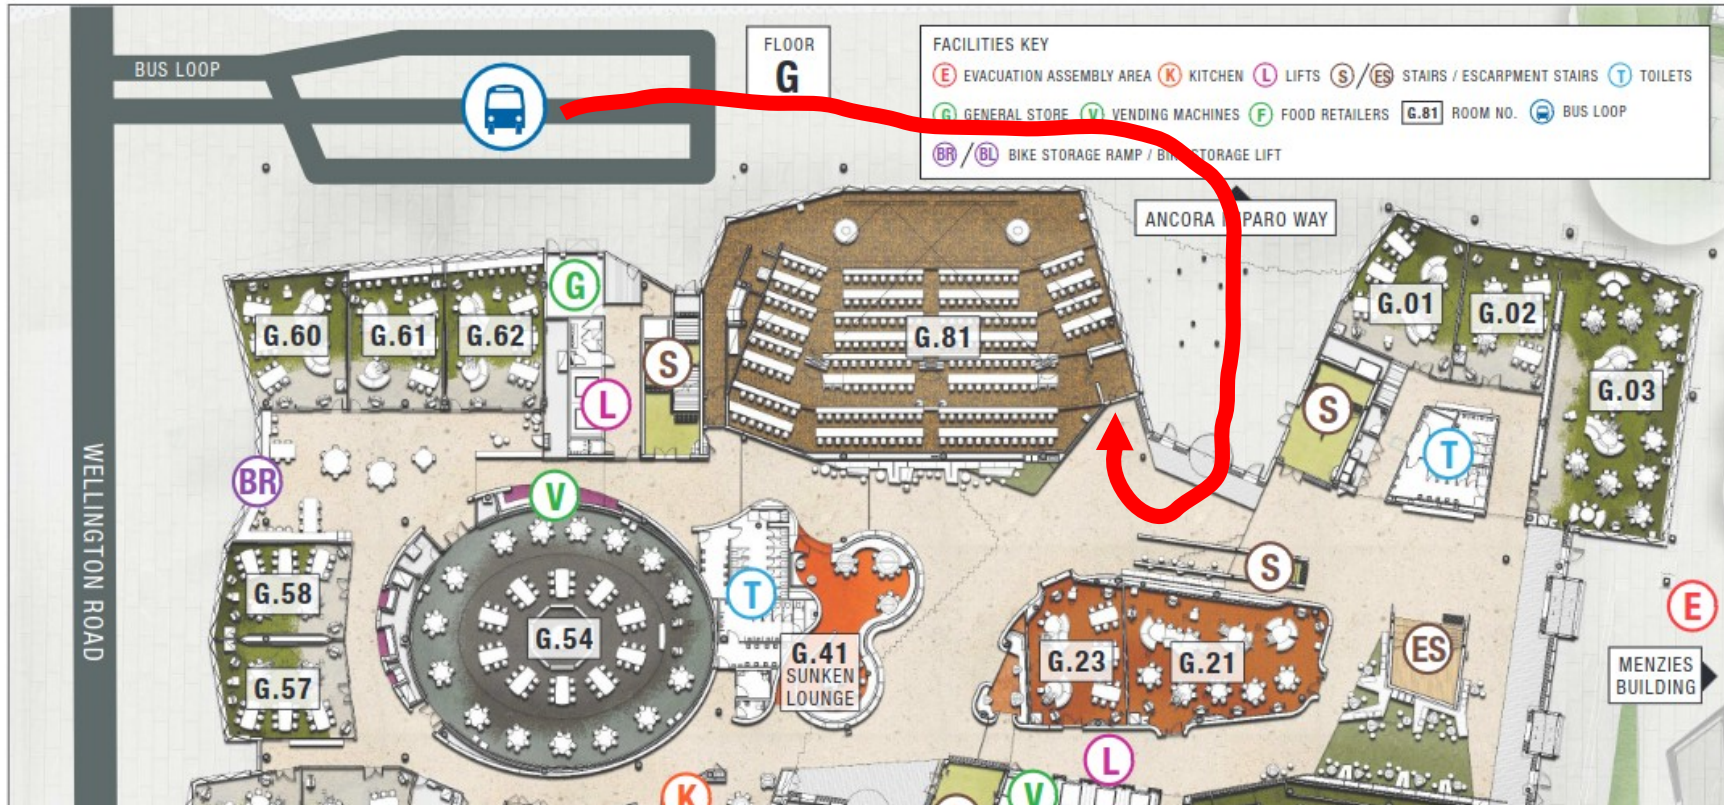 BUS LOOP
FLOOR
G
FACILITIES KEY
E EVACUATION ASSEMBLY AREA K KITCHEN L LIFTS S / ES STAIRS / ESCARPMENT STAIRS T TOILETS
G GENERAL STORE V VENDING MACHINES F FOOD RETAILERS G.81 ROOM NO. BUS LOOP
BR / BL BIKE STORAGE RAMP / BIKE STORAGE LIFT
ANCORA IMPARO WAY
G
G.60
G.61
G.62
S
L
G.81
G.01
G.02
G.03
S
T
WELLINGTON ROAD
BR
V
G.58
G.54
G.57
T
G.41
SUNKEN
LOUNGE
S
G.23
G.21
ES
E
MENZIES
BUILDING
L
K
V